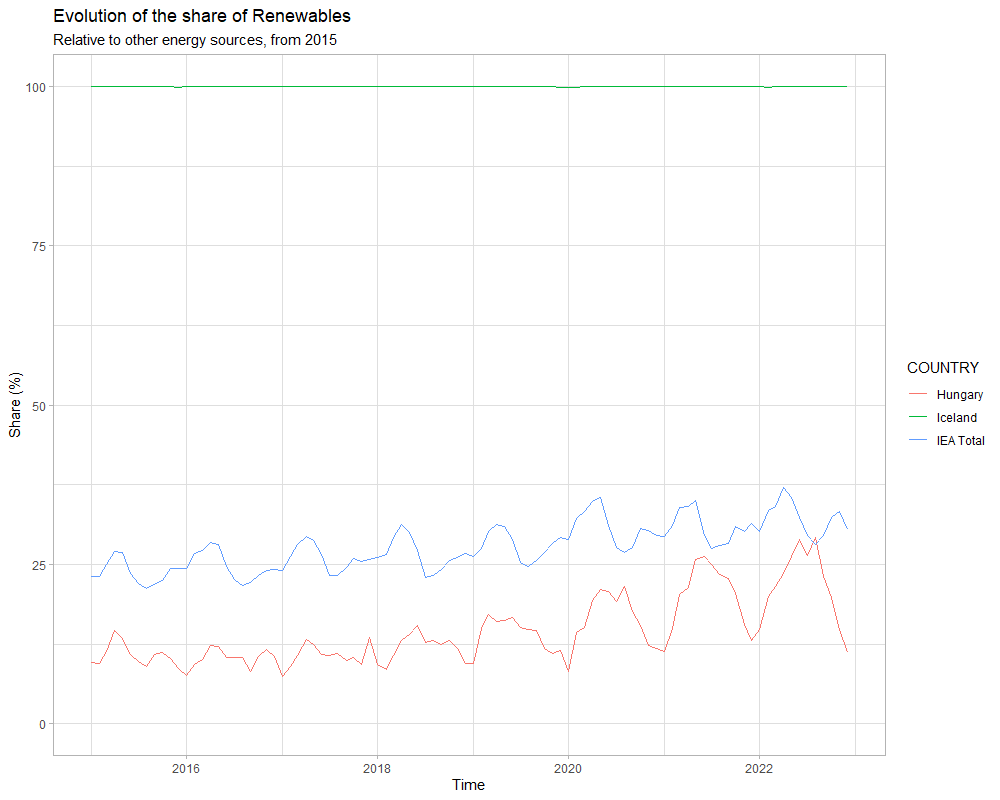 Evolution of the share of Renewables
Relative to other energy sources, from 2015
100
75
50
25
0
Share (%)
2016 2018 2020 2022
Time
COUNTRY
Hungary
Iceland
IEA Total